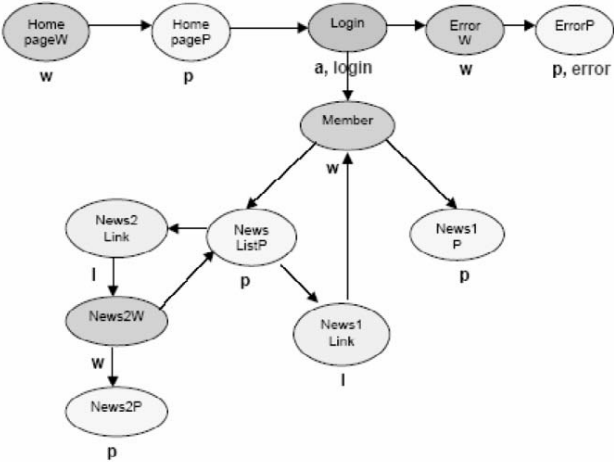 Home
pageW
w
Home
pageP
p
Login
a, login
Error
W
w
ErrorP
p, error
Member
w
News2
Link
l
News
ListP
p
News1
P
p
News2W
w
News1
Link
l
News2P
p